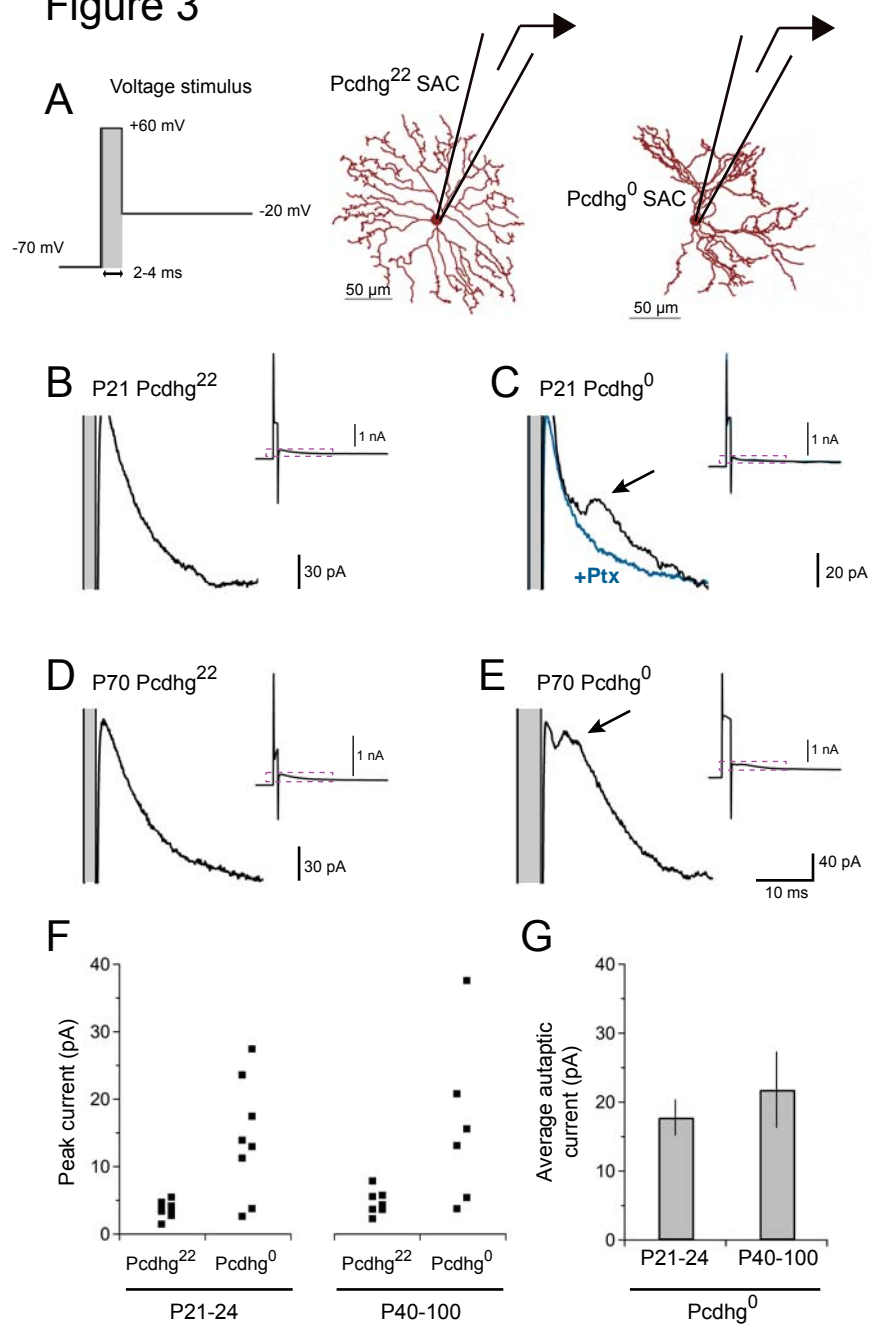 Figure 3
A
Voltage stimulus
+60 mV
-20 mV
-70 mV
2-4 ms
Pcdhg22 SAC
50 µm
Pcdhg0 SAC
50 µm
B
P21 Pcdhg22
1 nA
30 pA
C
P21 Pcdhg0
1 nA
+Ptx
20 pA
D
P70 Pcdhg22
1 nA
30 pA
E
P70 Pcdhg0
1 nA
40 pA
10 ms
F
Peak current (pA)
40
30
20
10
0
Pcdhg22
Pcdhg0
Pcdhg22
Pcdhg0
P21-24
P40-100
G
Average autaptic
current (pA)
40
30
20
10
0
P21-24
P40-100
Pcdhg0